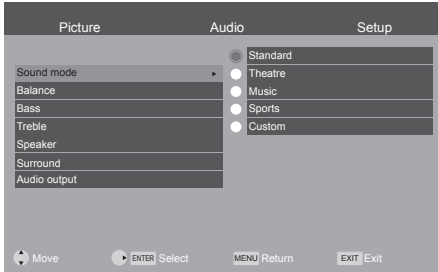 Picture Audio Setup
Sound mode
Balance
Bass
Treble
Speaker
Surround
Audio output
Standard
Theatre
Music
Sports
Custom
Move ENTER Select MENU Return EXIT Exit